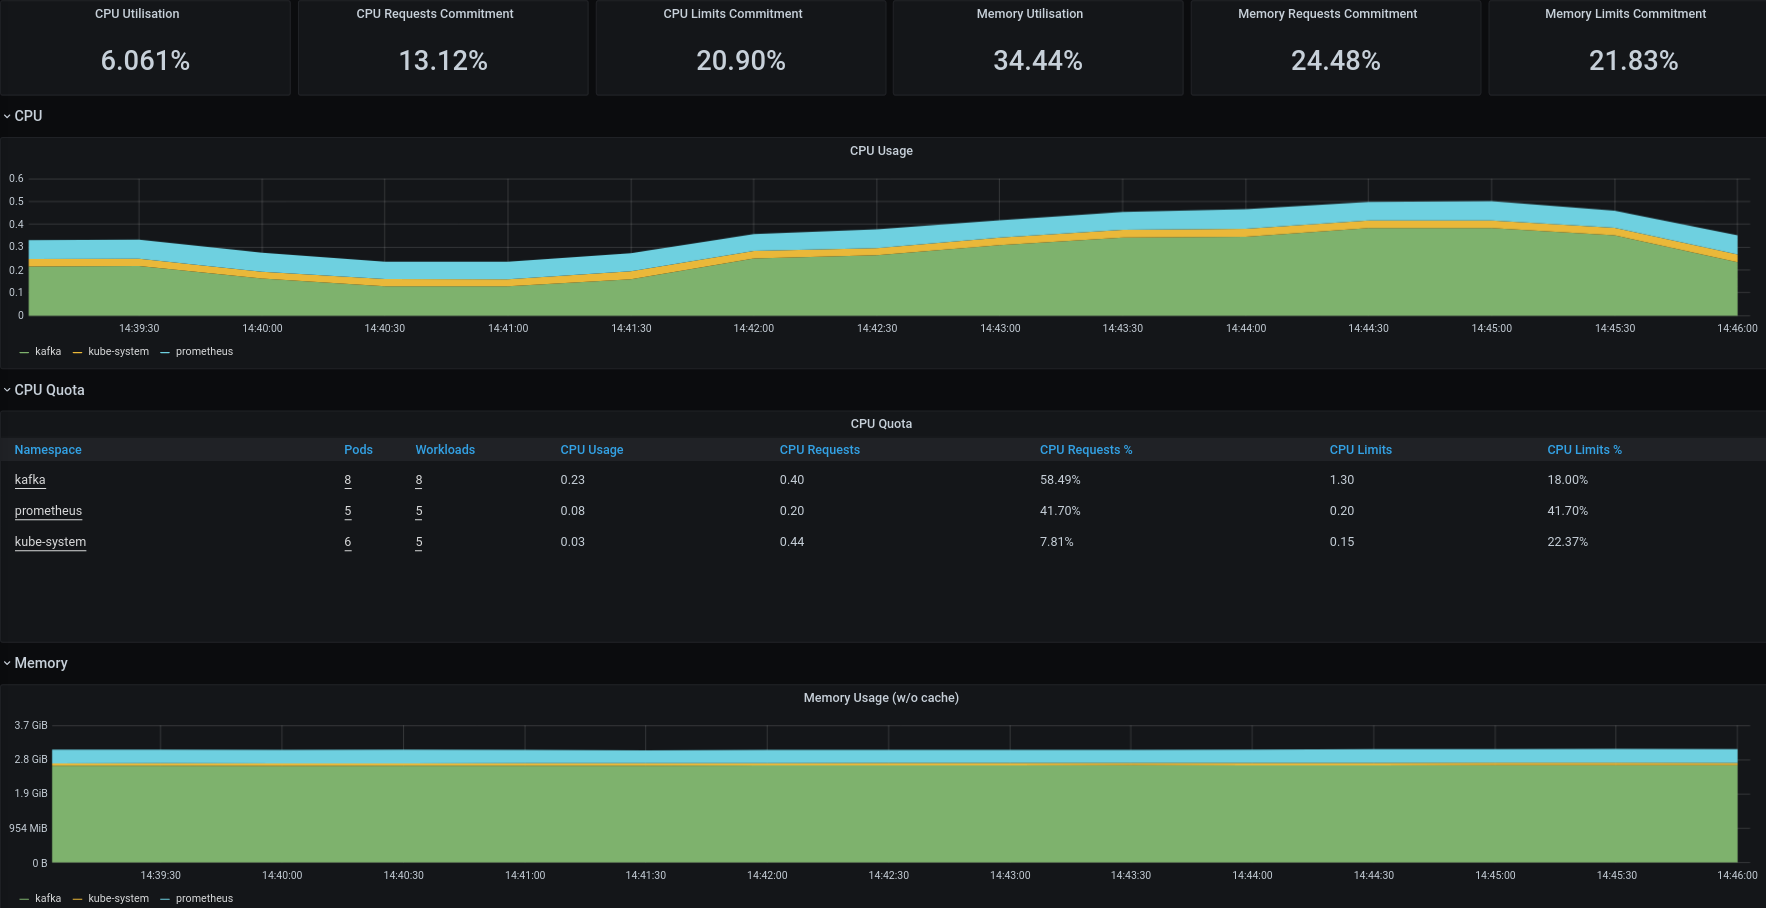 CPU Utilisation CPU Requests Commitment CPU Limits Commitment Memory Utilisation Memory Requests Commitment Memory Limits Commitment
6.061% 13.12% 20.90% 34.44% 24.48% 21.83%
CPU
CPU Usage
0.6
0.5
0.4
0.3
0.2
0.1
0
14:39:30 14:40:00 14:40:30 14:41:00 14:41:30 14:42:00 14:42:30 14:43:00 14:43:30 14:44:00 14:44:30 14:45:00 14:45:30 14:46:00
kafka kube-system prometheus
CPU Quota
CPU Quota
Namespace Pods Workloads CPU Usage CPU Requests CPU Requests % CPU Limits CPU Limits %
kafka 8 8 0.23 0.40 58.49% 1.30 18.00%
prometheus 5 5 0.08 0.20 41.70% 0.20 41.70%
kube-system 6 5 0.03 0.44 7.81% 0.15 22.37%
Memory
Memory Usage (w/o cache)
3.7 GiB
2.8 GiB
1.9 GiB
954 MiB
0 B
14:39:30 14:40:00 14:40:30 14:41:00 14:41:30 14:42:00 14:42:30 14:43:00 14:43:30 14:44:00 14:44:30 14:45:00 14:45:30 14:46:00
kafka kube-system prometheus